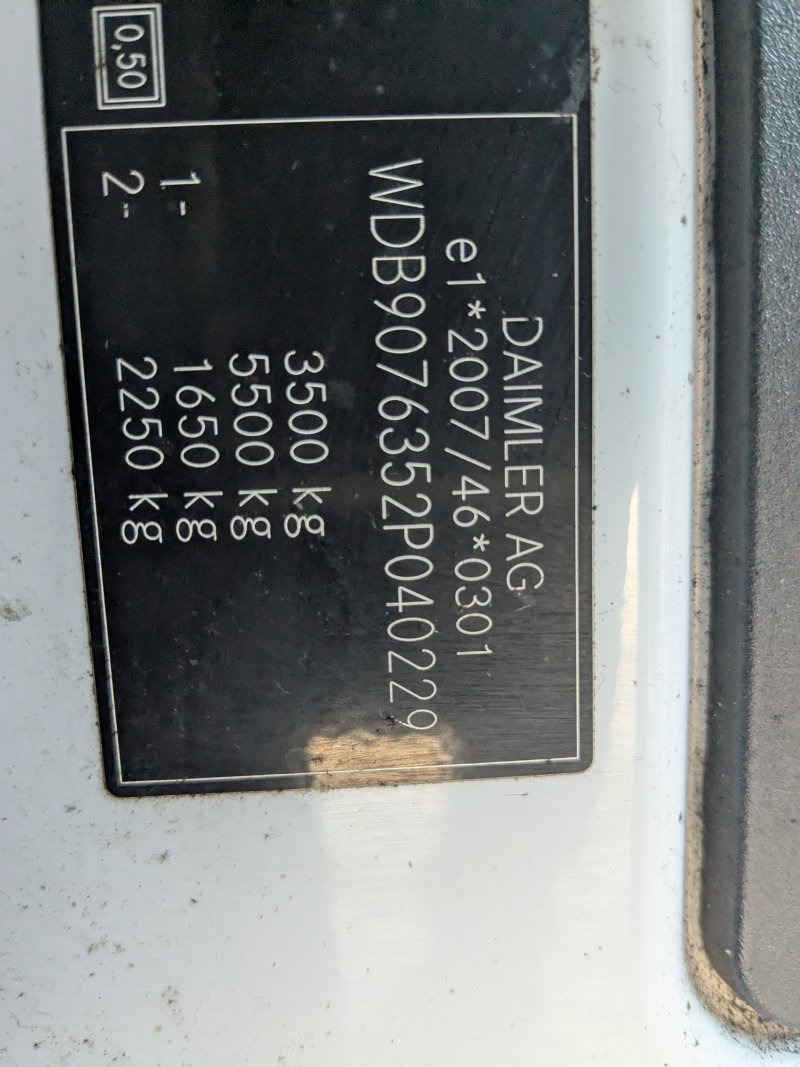 DAIMLER AG
e1*2007/46*0301
WDB9076352P040229
3500 kg
5500 kg
1- 1650 kg
2- 2250 kg
0,50